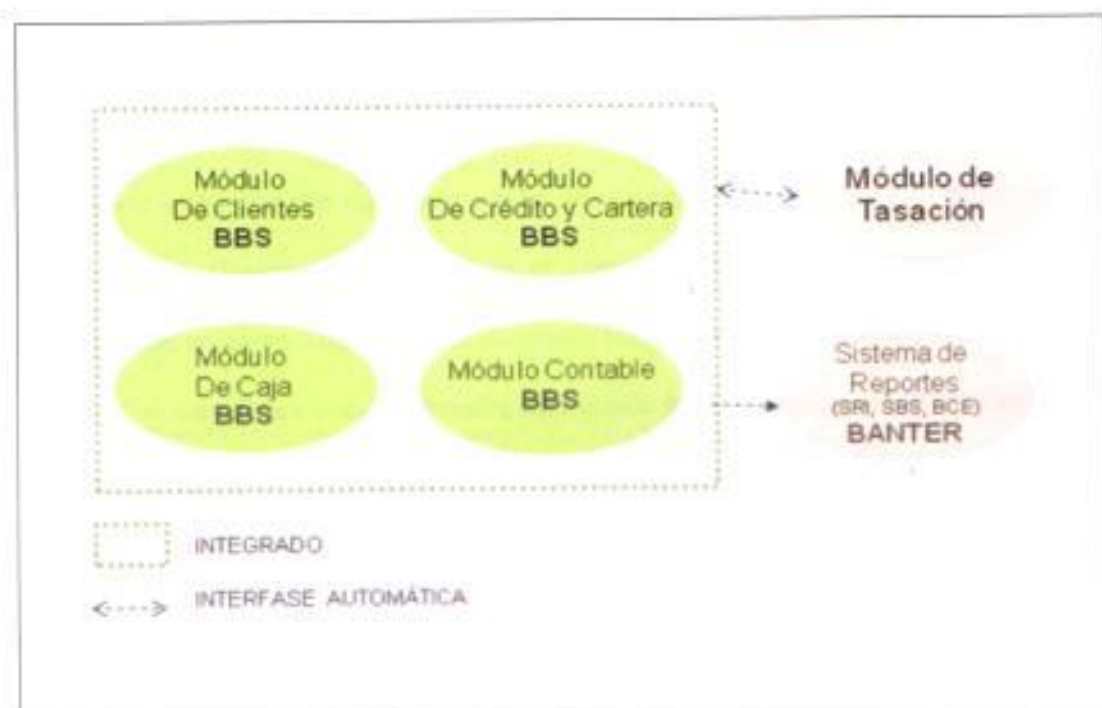 Módulo
De Clientes
BBS
Módulo
De Crédito y Cartera
BBS
Módulo de
Tasación
Módulo
De Caja
BBS
Módulo Contable
BBS
Sistema de
Reportes
(SRI, SBS, BCE)
BANTER
INTEGRADO
INTERFASE AUTOMÁTICA